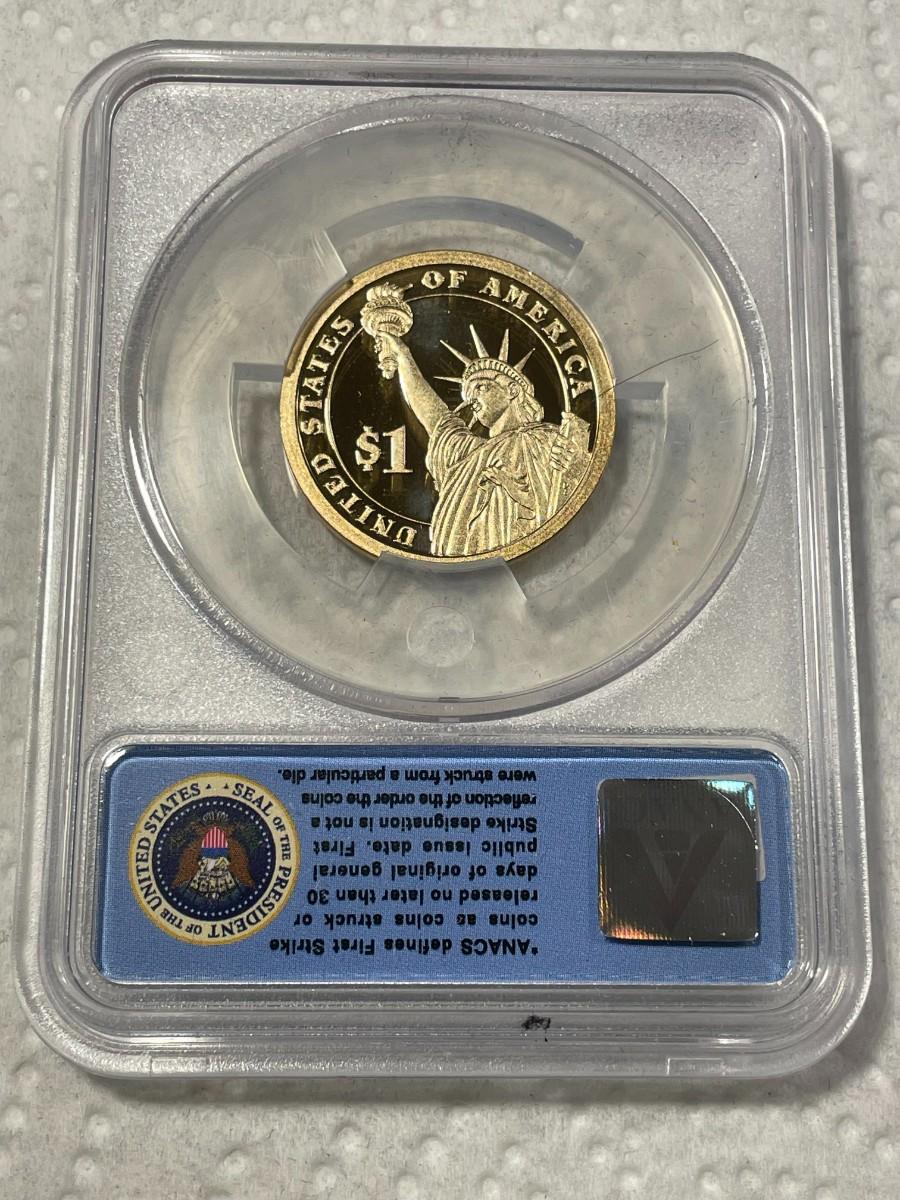 UNITED STATES OF AMERICA
$1
*ANACS defines First Strike
coins as coins struck or
released no later than 30
days of original general
public issue date. First
Strike designation is not a
reflection of the order the coins
were struck from a particular die.
SEAL OF THE PRESIDENT OF THE UNITED STATES